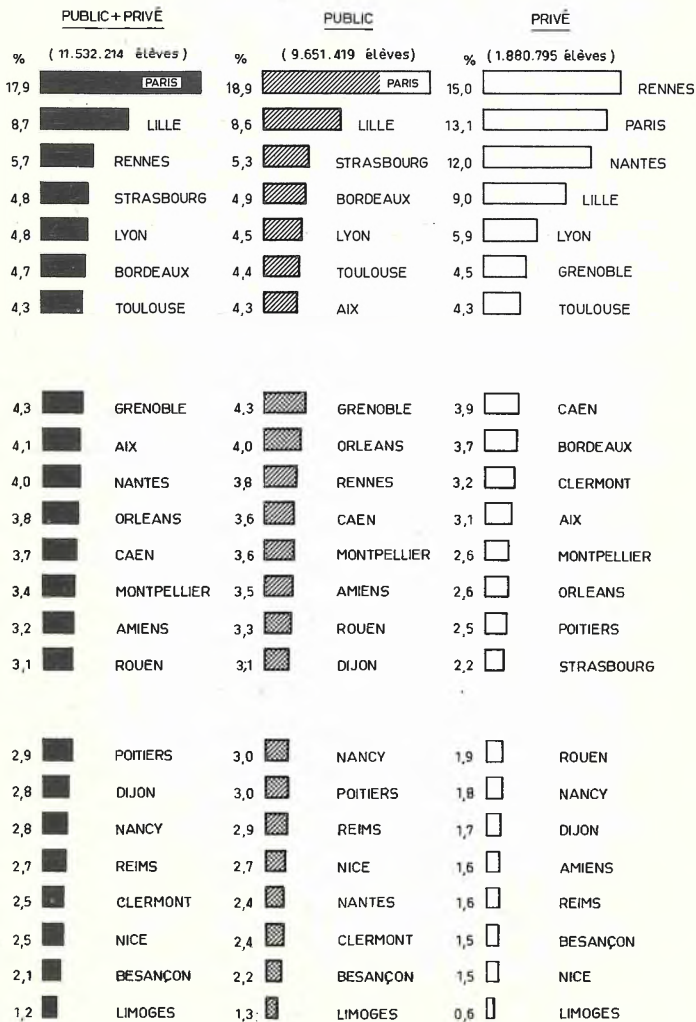 PUBLIC + PRIVÉ PUBLIC PRIVÉ
% ( 11.532.214 élèves ) % ( 9.651.419 élèves ) % ( 1.880.795 élèves )
17,9 PARIS 18,9 PARIS 15,0 RENNES
8,7 LILLE 8,6 LILLE 13,1 PARIS
5,7 RENNES 5,3 STRASBOURG 12,0 NANTES
4,8 STRASBOURG 4,9 BORDEAUX 9,0 LILLE
4,8 LYON 4,5 LYON 5,9 LYON
4,7 BORDEAUX 4,4 TOULOUSE 4,5 GRENOBLE
4,3 TOULOUSE 4,3 AIX 4,3 TOULOUSE
4,3 GRENOBLE 4,3 GRENOBLE 3,9 CAEN
4,1 AIX 4,0 ORLEANS 3,7 BORDEAUX
4,0 NANTES 3,8 RENNES 3,2 CLERMONT
3,8 ORLEANS 3,6 CAEN 3,1 AIX
3,7 CAEN 3,6 MONTPELLIER 2,6 MONTPELLIER
3,4 MONTPELLIER 3,5 AMIENS 2,6 ORLEANS
3,2 AMIENS 3,3 ROUEN 2,5 POITIERS
3,1 ROUEN 3,1 DIJON 2,2 STRASBOURG
2,9 POITIERS 3,0 NANCY 1,9 ROUEN
2,8 DIJON 3,0 POITIERS 1,8 NANCY
2,8 NANCY 2,9 REIMS 1,7 DIJON
2,7 REIMS 2,7 NICE 1,6 AMIENS
2,5 CLERMONT 2,4 NANTES 1,6 REIMS
2,5 NICE 2,4 CLERMONT 1,5 BESANÇON
2,1 BESANÇON 2,2 BESANÇON 1,5 NICE
1,2 LIMOGES 1,3 LIMOGES 0,6 LIMOGES